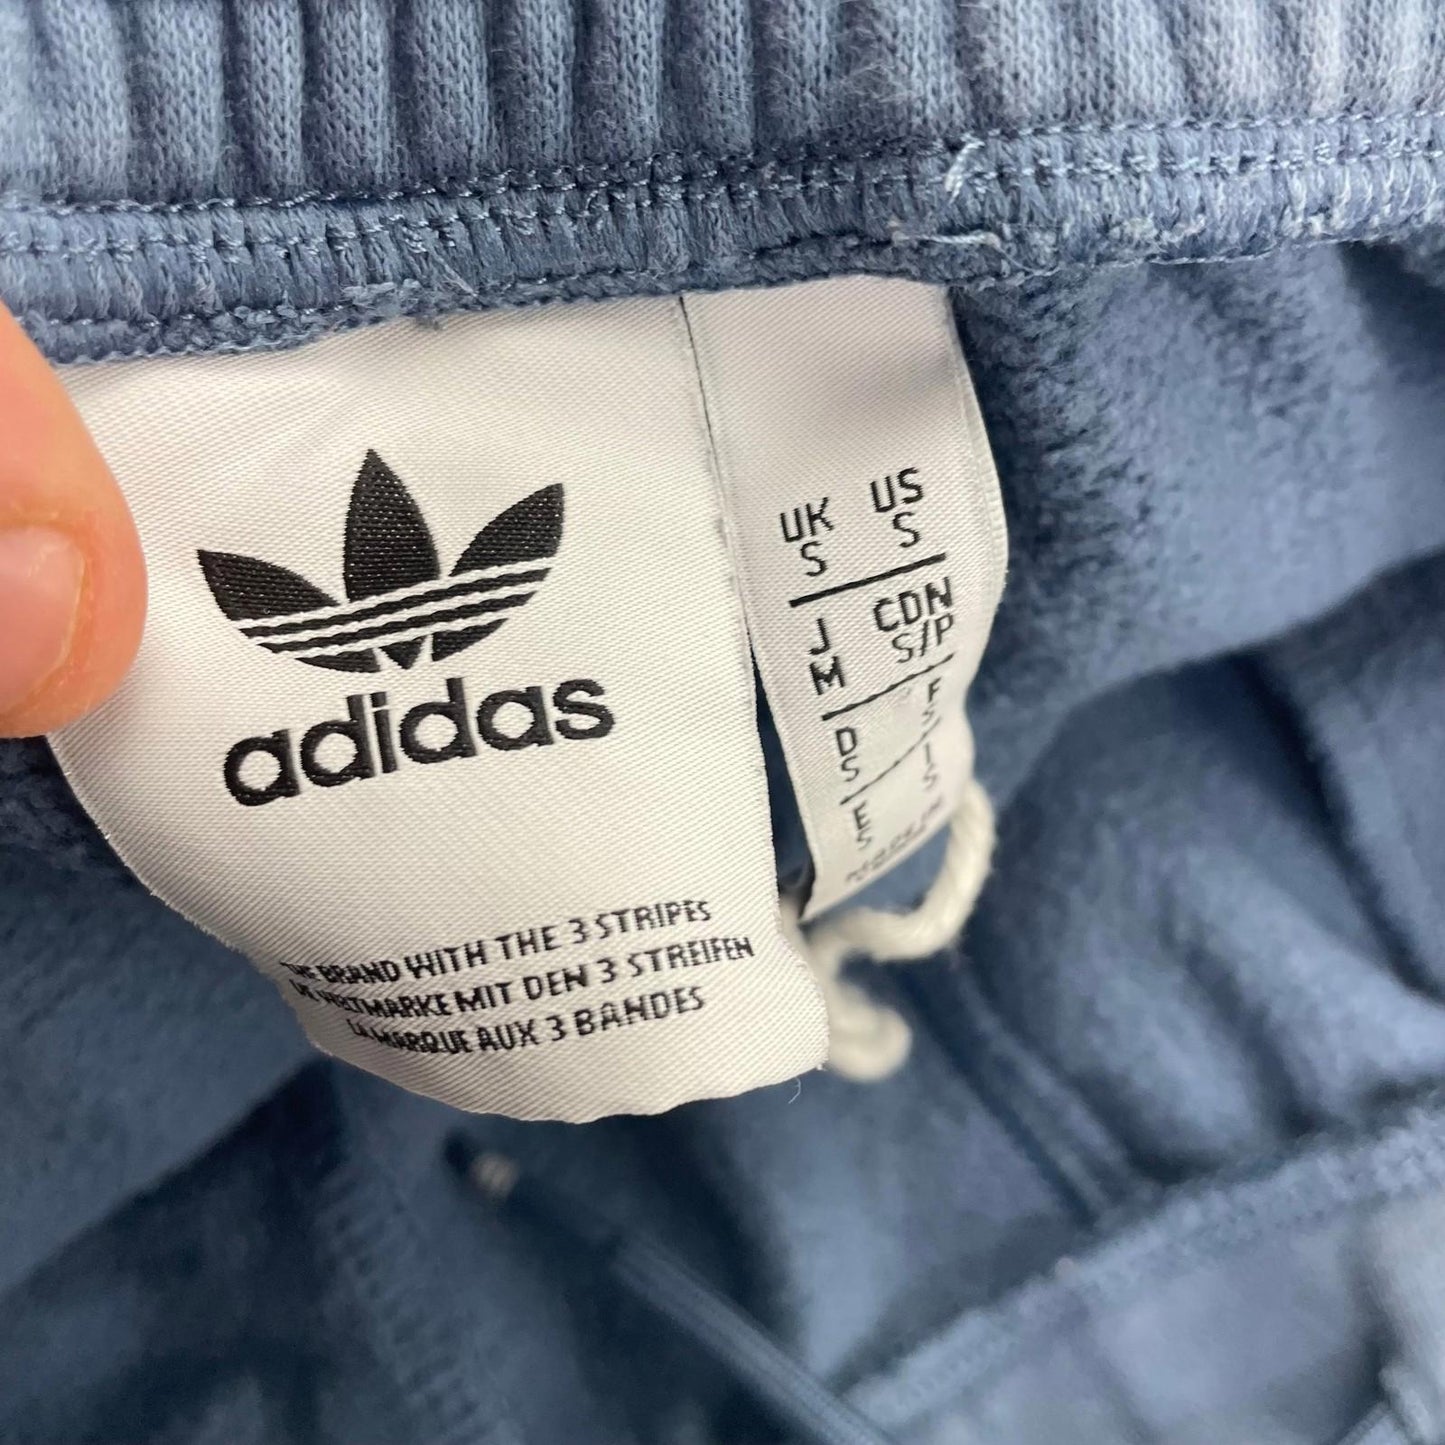 adidas
THE BRAND WITH THE 3 STRIPES
DIE WELTMARKE MIT DEN 3 STREIFEN
LA MARQUE AUX 3 BANDES
UK US
S S
J CDN
M S/P
D F
S S
E I
S S